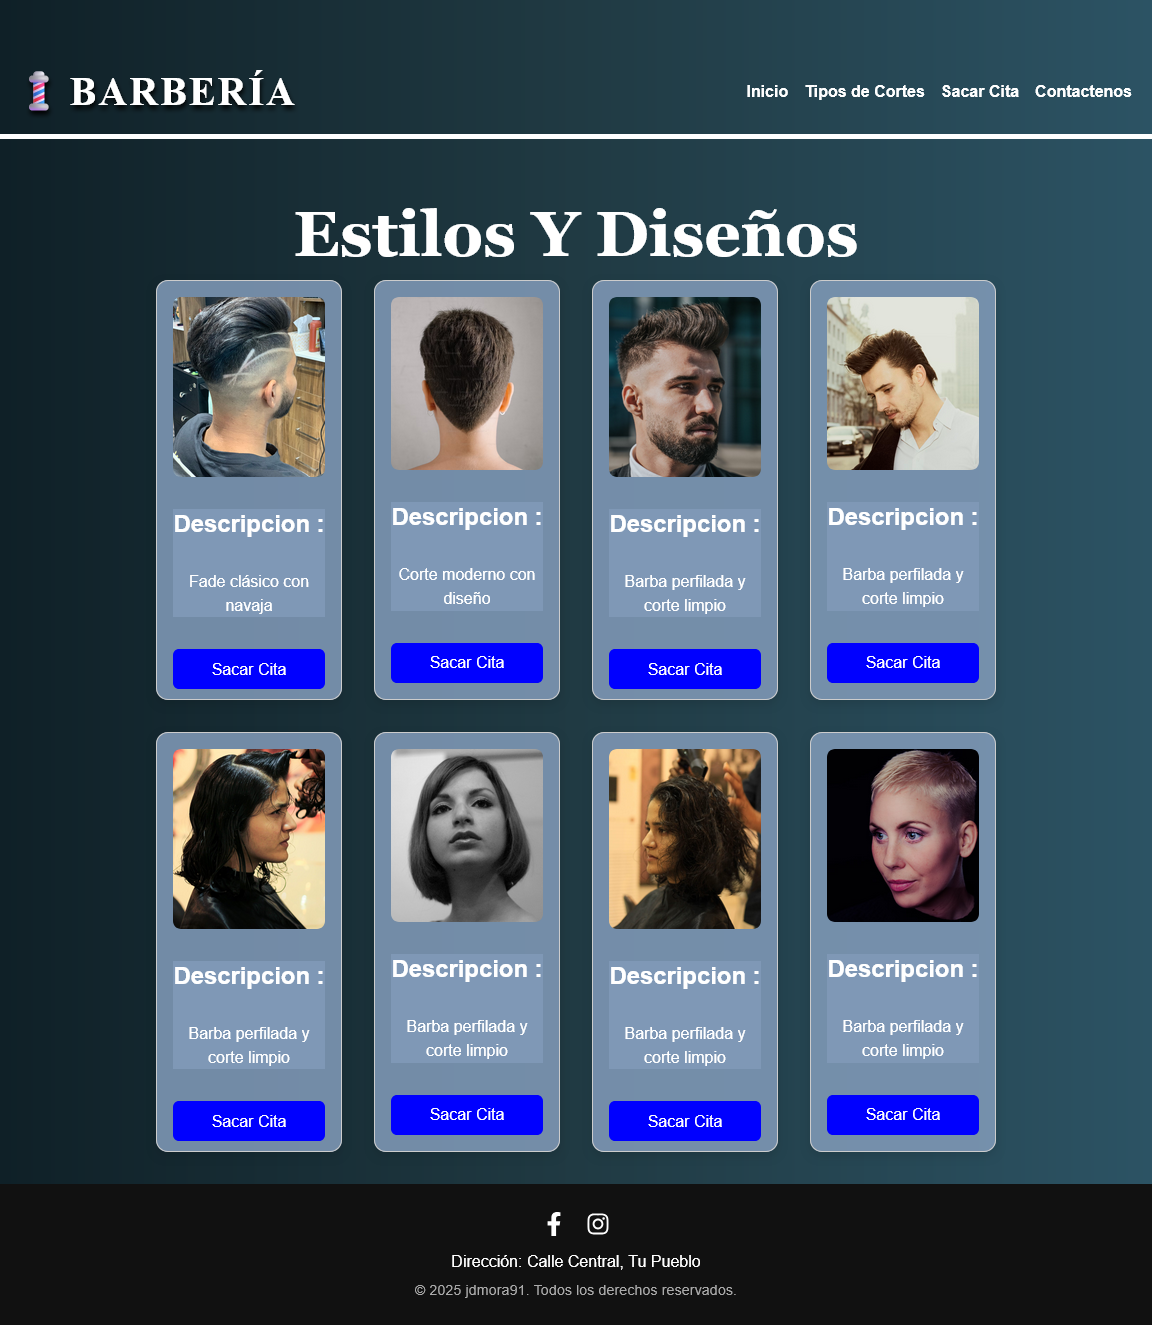 BARBERÍA
Inicio Tipos de Cortes Sacar Cita Contactenos
Estilos Y Diseños
Descripcion :
Fade clásico con
navaja
Sacar Cita
Descripcion :
Corte moderno con
diseño
Sacar Cita
Descripcion :
Barba perfilada y
corte limpio
Sacar Cita
Descripcion :
Barba perfilada y
corte limpio
Sacar Cita
Descripcion :
Barba perfilada y
corte limpio
Sacar Cita
Descripcion :
Barba perfilada y
corte limpio
Sacar Cita
Descripcion :
Barba perfilada y
corte limpio
Sacar Cita
Descripcion :
Barba perfilada y
corte limpio
Sacar Cita
Dirección: Calle Central, Tu Pueblo
© 2025 jdmora91. Todos los derechos reservados.